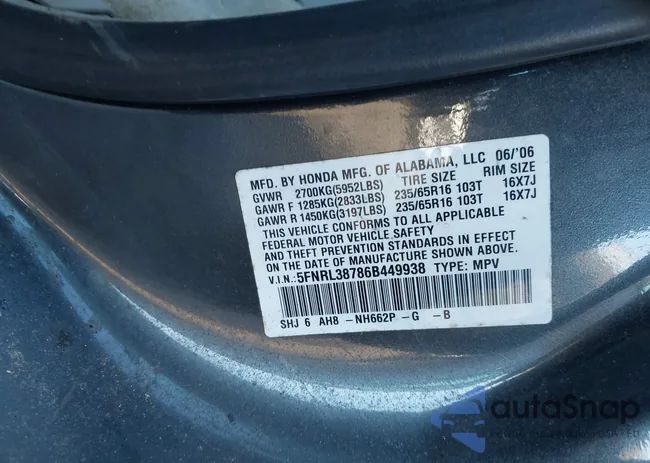 MFD. BY HONDA MFG. OF ALABAMA, LLC 06/'06
GVWR 2700KG(5952LBS) TIRE SIZE RIM SIZE
GAWR F 1285KG(2833LBS) 235/65R16 103T 16X7J
GAWR R 1450KG(3197LBS) 235/65R16 103T 16X7J
THIS VEHICLE CONFORMS TO ALL APPLICABLE
FEDERAL MOTOR VEHICLE SAFETY
AND THEFT PREVENTION STANDARDS IN EFFECT
ON THE DATE OF MANUFACTURE SHOWN ABOVE.
V.I.N.: 5FNRL38786B449938 TYPE: MPV
SHJ 6 AH8 -NH662P -G -B
autoSnap